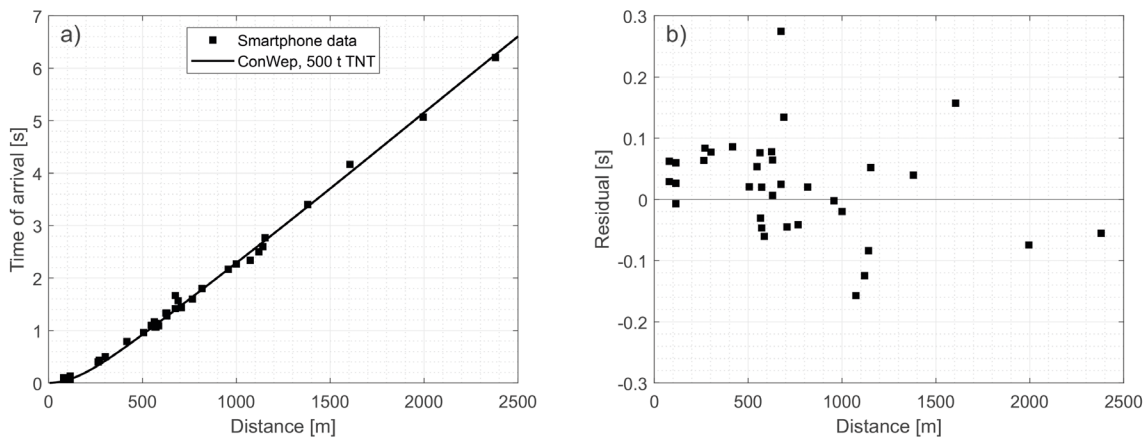 a)
Smartphone data
ConWep, 500 t TNT
Time of arrival [s]
7
6
5
4
3
2
1
0
0 500 1000 1500 2000 2500
Distance [m]
b)
Residual [s]
0.3
0.2
0.1
0
-0.1
-0.2
-0.3
0 500 1000 1500 2000 2500
Distance [m]